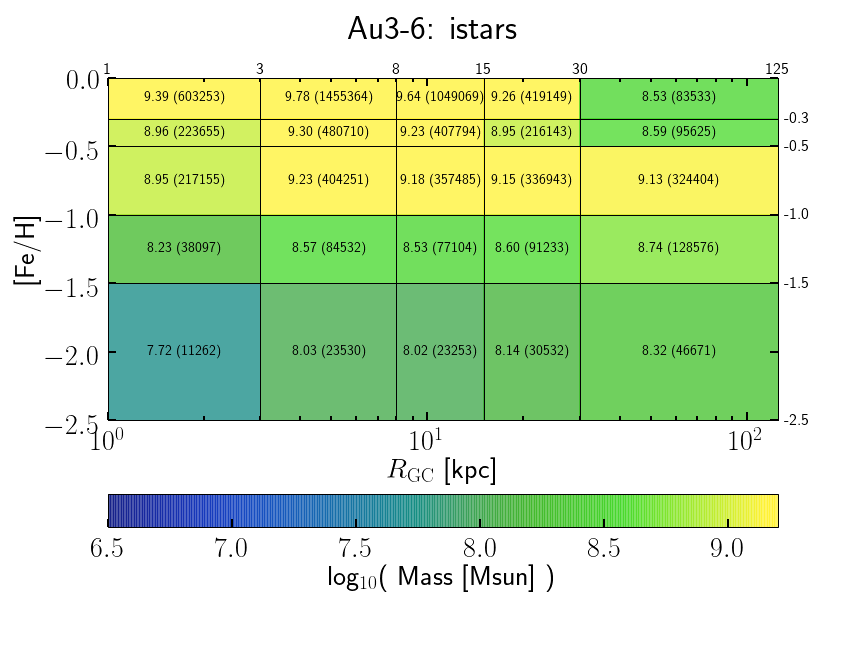 Au3-6: istars
1 3 8 15 30 125
0.0 9.39 (603253) 9.78 (1455364) 9.64 (1049069) 9.26 (419149) 8.53 (83533)
-0.3
8.96 (223655) 9.30 (480710) 9.23 (407794) 8.95 (216143) 8.59 (95625)
−0.5 -0.5
8.95 (217155) 9.23 (404251) 9.18 (357485) 9.15 (336943) 9.13 (324404)
−1.0 -1.0
[Fe/H]
8.23 (38097) 8.57 (84532) 8.53 (77104) 8.60 (91233) 8.74 (128576)
−1.5 -1.5
−2.0 7.72 (11262) 8.03 (23530) 8.02 (23253) 8.14 (30532) 8.32 (46671)
−2.5 -2.5
10⁰ 10¹ 10²
R_GC [kpc]
6.5 7.0 7.5 8.0 8.5 9.0
log₁₀( Mass [Msun] )